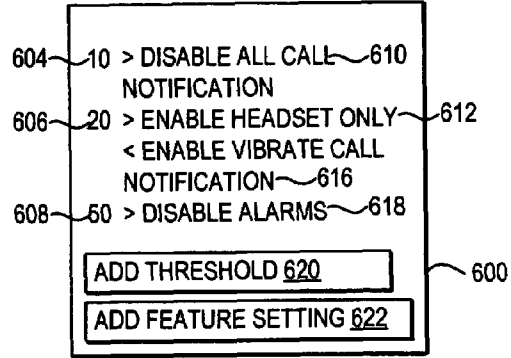 604 10 > DISABLE ALL CALL 610
NOTIFICATION
606 20 > ENABLE HEADSET ONLY 612
< ENABLE VIBRATE CALL
NOTIFICATION 616
608 50 > DISABLE ALARMS 618
ADD THRESHOLD 620
600
ADD FEATURE SETTING 622